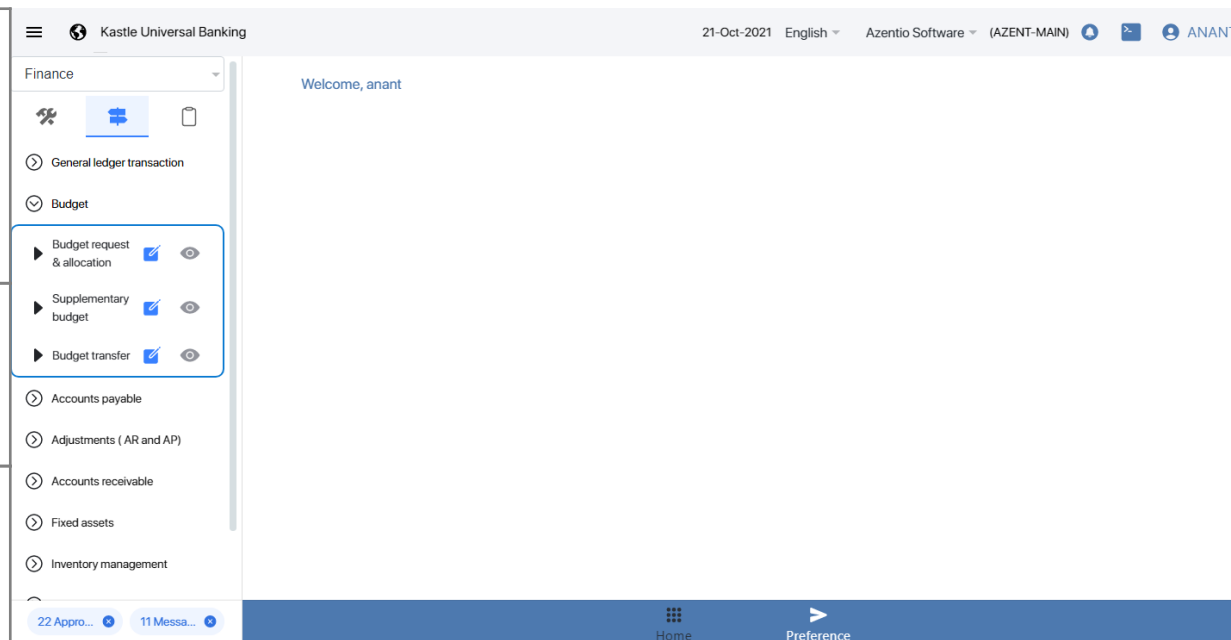 Kastle Universal Banking
21-Oct-2021 English Azentio Software (AZENT-MAIN) ANANT
Finance
Welcome, anant
General ledger transaction
Budget
Budget request
& allocation
Supplementary
budget
Budget transfer
Accounts payable
Adjustments ( AR and AP)
Accounts receivable
Fixed assets
Inventory management
22 Appro... 11 Messa...
Home Preference